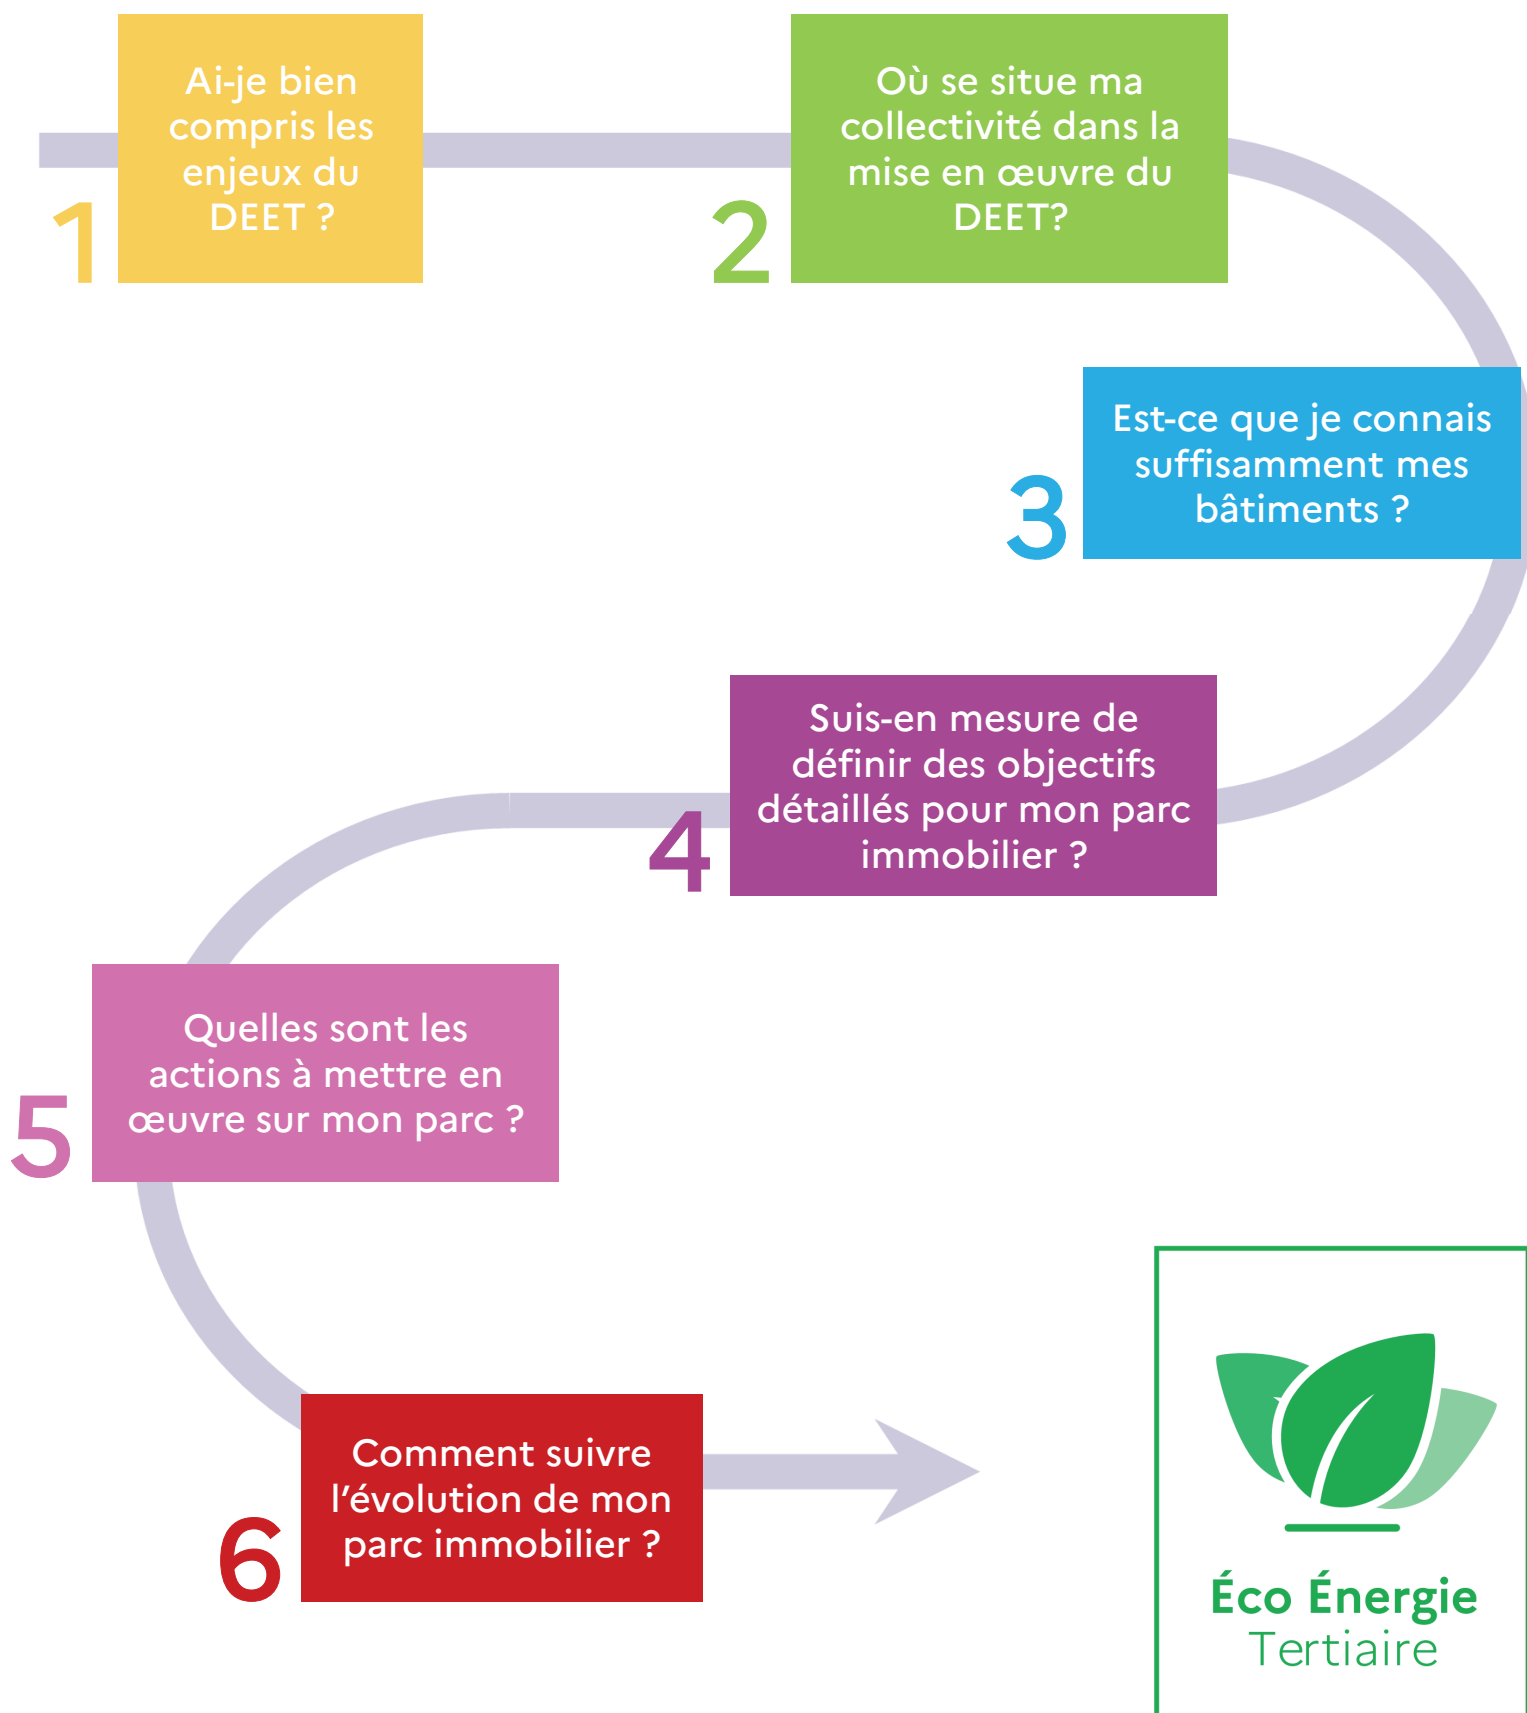 Ai-je bien
compris les
enjeux du
DEET ?
1
Où se situe ma
collectivité dans la
mise en œuvre du
DEET?
2
Est-ce que je connais
suffisamment mes
bâtiments ?
3
Suis-en mesure de
définir des objectifs
détaillés pour mon parc
immobilier ?
4
Quelles sont les
actions à mettre en
œuvre sur mon parc ?
5
Comment suivre
l'évolution de mon
parc immobilier ?
6
Éco Énergie
Tertiaire